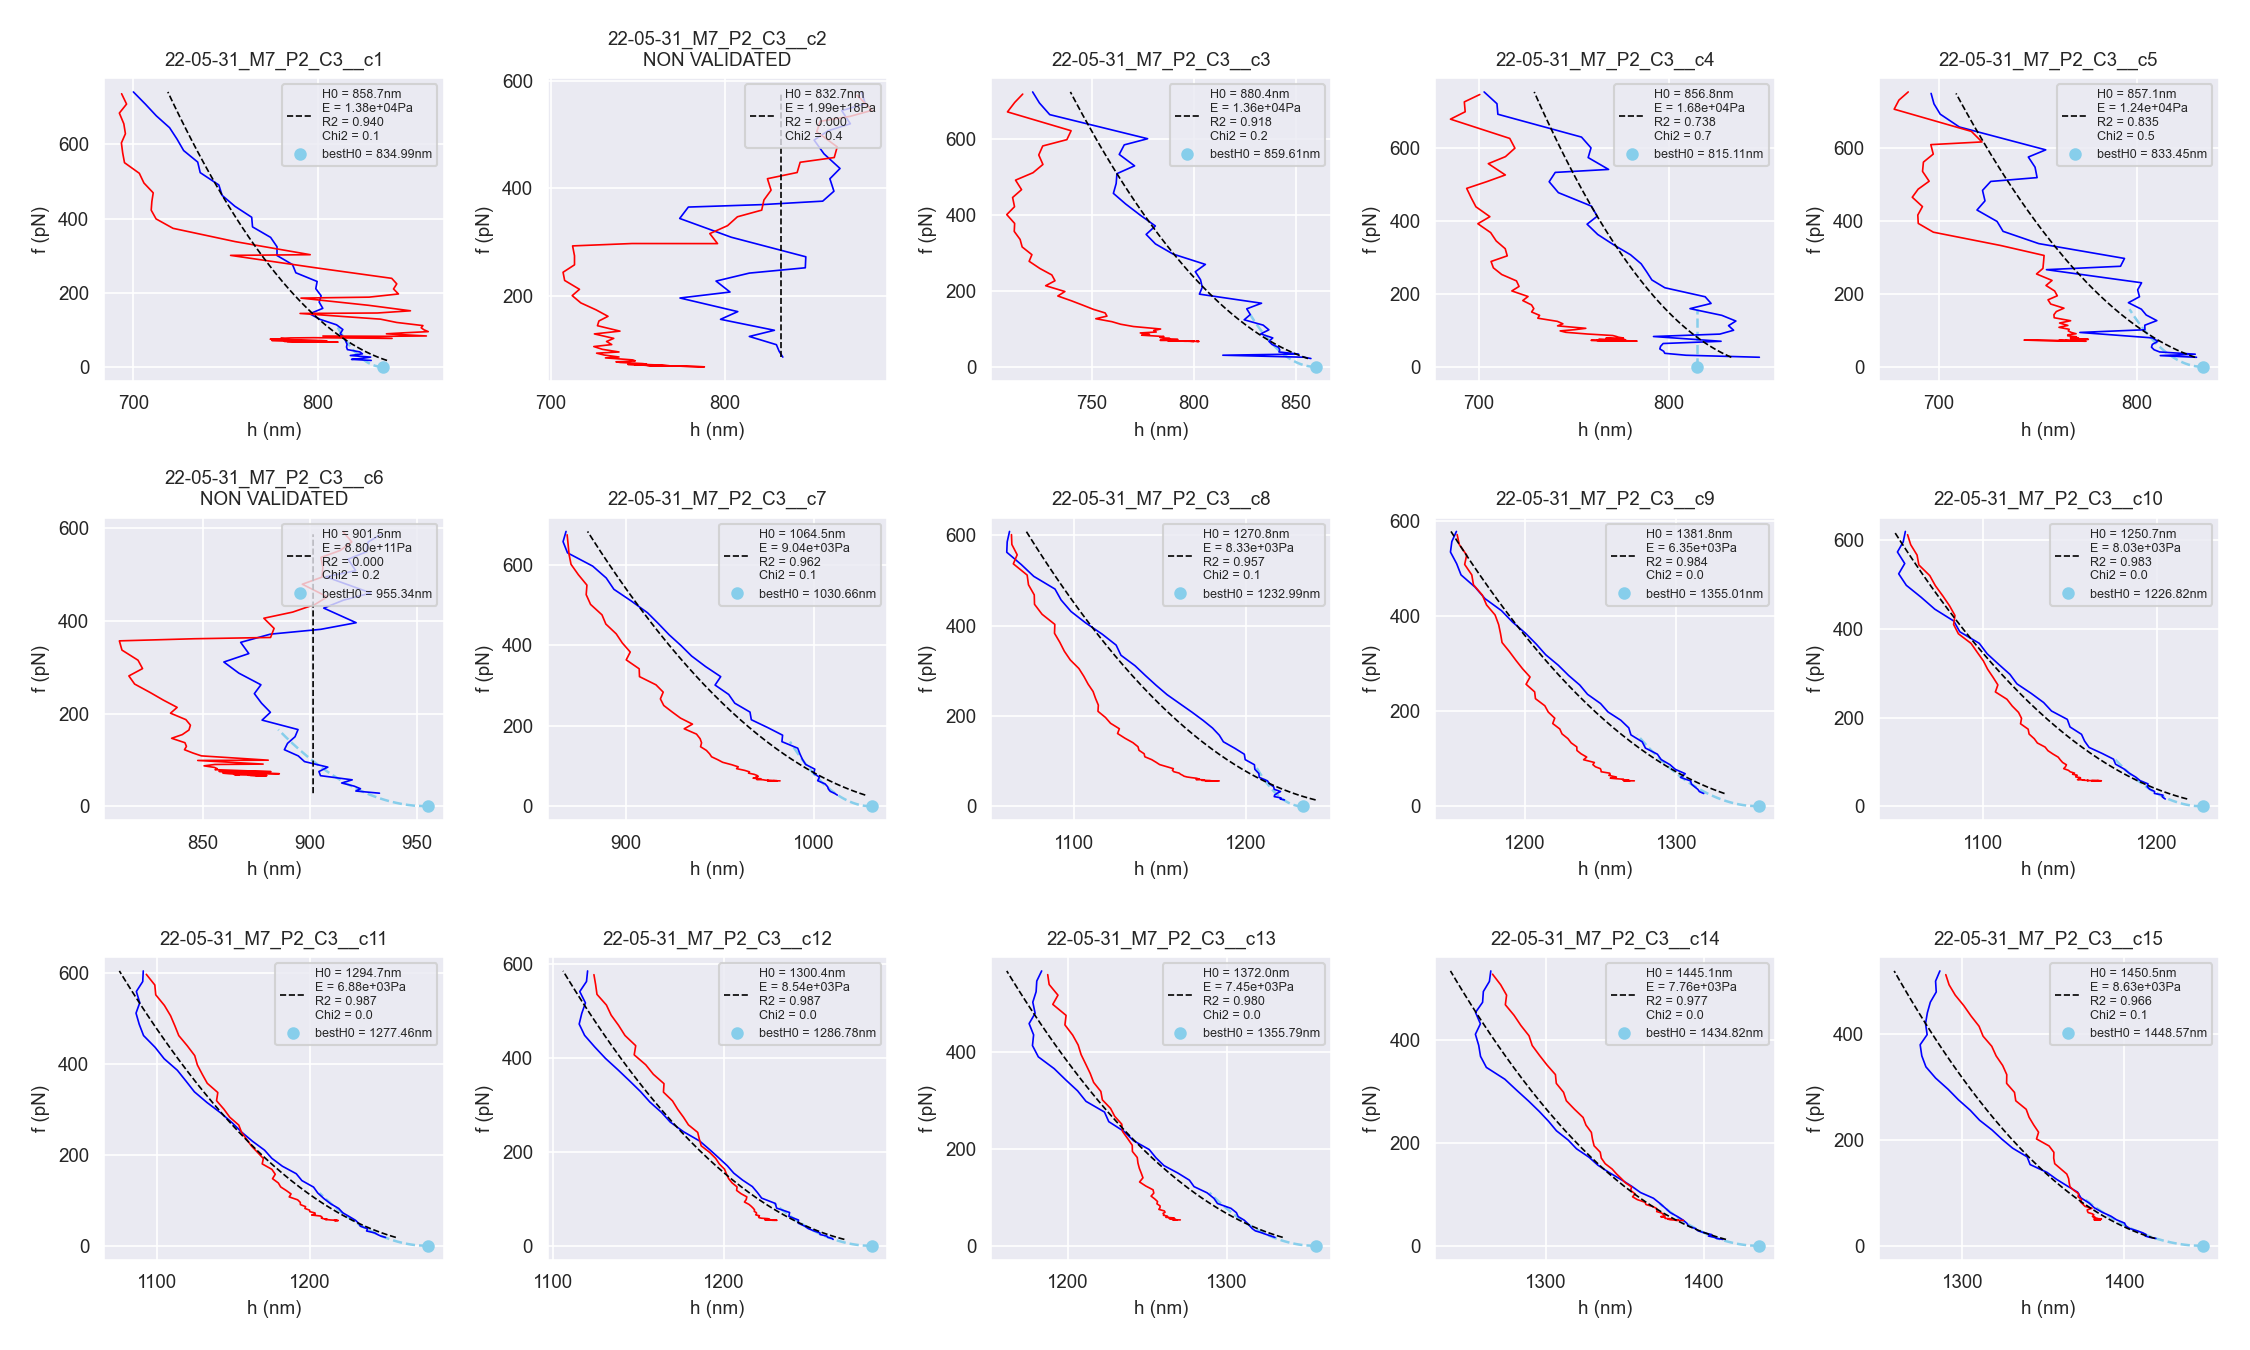 22-05-31_M7_P2_C3__c1
H0 = 858.7nm
E = 1.38e+04Pa
R2 = 0.940
Chi2 = 0.1
bestH0 = 834.99nm
f (pN)
600
400
200
0
700 800
h (nm)
22-05-31_M7_P2_C3__c2
NON VALIDATED
H0 = 832.7nm
E = 1.99e+18Pa
R2 = 0.000
Chi2 = 0.4
f (pN)
600
400
200
700 800
h (nm)
22-05-31_M7_P2_C3__c3
H0 = 880.4nm
E = 1.36e+04Pa
R2 = 0.918
Chi2 = 0.2
bestH0 = 859.61nm
f (pN)
600
400
200
0
750 800 850
h (nm)
22-05-31_M7_P2_C3__c4
H0 = 856.8nm
E = 1.68e+04Pa
R2 = 0.738
Chi2 = 0.7
bestH0 = 815.11nm
f (pN)
600
400
200
0
700 800
h (nm)
22-05-31_M7_P2_C3__c5
H0 = 857.1nm
E = 1.24e+04Pa
R2 = 0.835
Chi2 = 0.5
bestH0 = 833.45nm
f (pN)
600
400
200
0
700 800
h (nm)
22-05-31_M7_P2_C3__c6
NON VALIDATED
H0 = 901.5nm
E = 8.80e+11Pa
R2 = 0.000
Chi2 = 0.2
bestH0 = 955.34nm
f (pN)
600
400
200
0
850 900 950
h (nm)
22-05-31_M7_P2_C3__c7
H0 = 1064.5nm
E = 9.04e+03Pa
R2 = 0.962
Chi2 = 0.1
bestH0 = 1030.66nm
f (pN)
600
400
200
0
900 1000
h (nm)
22-05-31_M7_P2_C3__c8
H0 = 1270.8nm
E = 8.33e+03Pa
R2 = 0.957
Chi2 = 0.1
bestH0 = 1232.99nm
f (pN)
600
400
200
0
1100 1200
h (nm)
22-05-31_M7_P2_C3__c9
H0 = 1381.8nm
E = 6.35e+03Pa
R2 = 0.984
Chi2 = 0.0
bestH0 = 1355.01nm
f (pN)
600
400
200
0
1200 1300
h (nm)
22-05-31_M7_P2_C3__c10
H0 = 1250.7nm
E = 8.03e+03Pa
R2 = 0.983
Chi2 = 0.0
bestH0 = 1226.82nm
f (pN)
600
400
200
0
1100 1200
h (nm)
22-05-31_M7_P2_C3__c11
H0 = 1294.7nm
E = 6.88e+03Pa
R2 = 0.987
Chi2 = 0.0
bestH0 = 1277.46nm
f (pN)
600
400
200
0
1100 1200
h (nm)
22-05-31_M7_P2_C3__c12
H0 = 1300.4nm
E = 8.54e+03Pa
R2 = 0.987
Chi2 = 0.0
bestH0 = 1286.78nm
f (pN)
600
400
200
0
1100 1200
h (nm)
22-05-31_M7_P2_C3__c13
H0 = 1372.0nm
E = 7.45e+03Pa
R2 = 0.980
Chi2 = 0.0
bestH0 = 1355.79nm
f (pN)
400
200
0
1200 1300
h (nm)
22-05-31_M7_P2_C3__c14
H0 = 1445.1nm
E = 7.76e+03Pa
R2 = 0.977
Chi2 = 0.0
bestH0 = 1434.82nm
f (pN)
400
200
0
1300 1400
h (nm)
22-05-31_M7_P2_C3__c15
H0 = 1450.5nm
E = 8.63e+03Pa
R2 = 0.966
Chi2 = 0.1
bestH0 = 1448.57nm
f (pN)
400
200
0
1300 1400
h (nm)